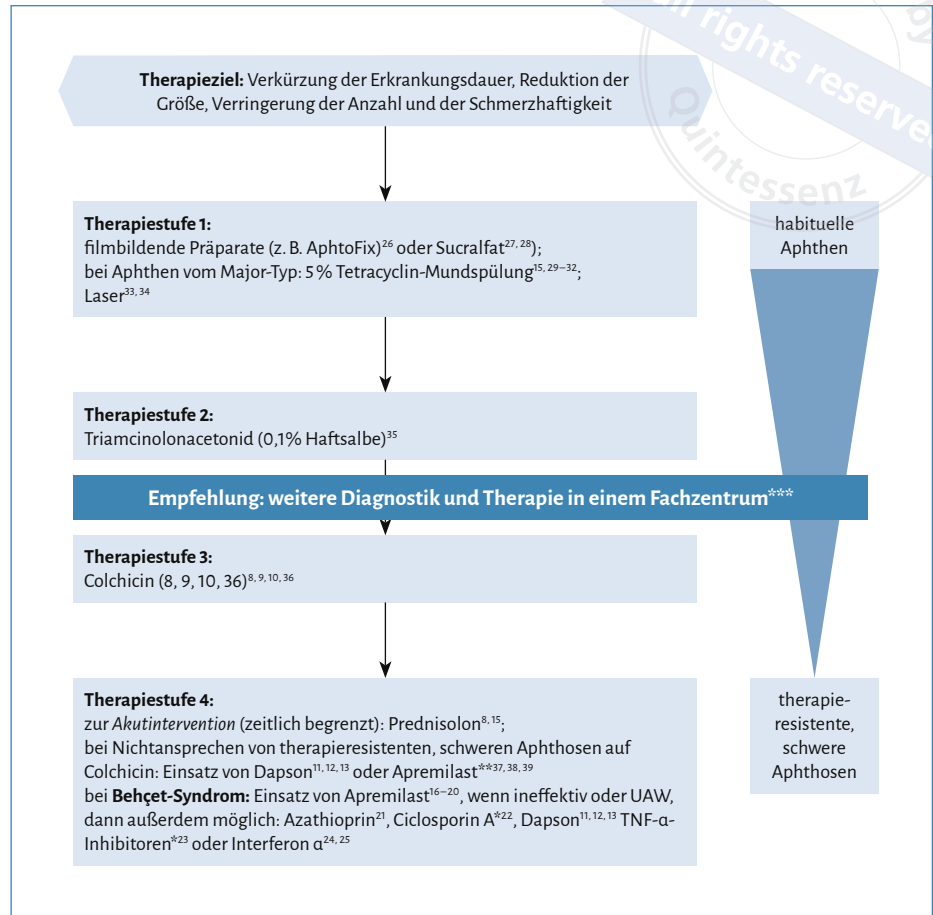 all rights reserved
by
Quintessenz
Therapieziel: Verkürzung der Erkrankungsdauer, Reduktion der
Größe, Verringerung der Anzahl und der Schmerzhaftigkeit
Therapiestufe 1:
filmbildende Präparate (z. B. AphtoFix)²⁶ oder Sucralfat²⁷, ²⁸);
bei Aphthen vom Major-Typ: 5 % Tetracyclin-Mundspülung¹⁵, ²⁹⁻³²;
Laser³³, ³⁴
habituelle
Aphthen
Therapiestufe 2:
Triamcinolonacetonid (0,1% Haftsalbe)³⁵
Empfehlung: weitere Diagnostik und Therapie in einem Fachzentrum***
Therapiestufe 3:
Colchicin (8, 9, 10, 36)⁸, ⁹, ¹⁰, ³⁶
Therapiestufe 4:
zur Akutintervention (zeitlich begrenzt): Prednisolon⁸, ¹⁵;
bei Nichtansprechen von therapieresistenten, schweren Aphthosen auf
Colchicin: Einsatz von Dapson¹¹, ¹², ¹³ oder Apremilast**³⁷, ³⁸, ³⁹
bei Behçet-Syndrom: Einsatz von Apremilast¹⁶⁻²⁰, wenn ineffektiv oder UAW,
dann außerdem möglich: Azathioprin²¹, Ciclosporin A*²², Dapson¹¹, ¹², ¹³ TNF-α-
Inhibitoren*²³ oder Interferon α²⁴, ²⁵
therapie-
resistente,
schwere
Aphthosen